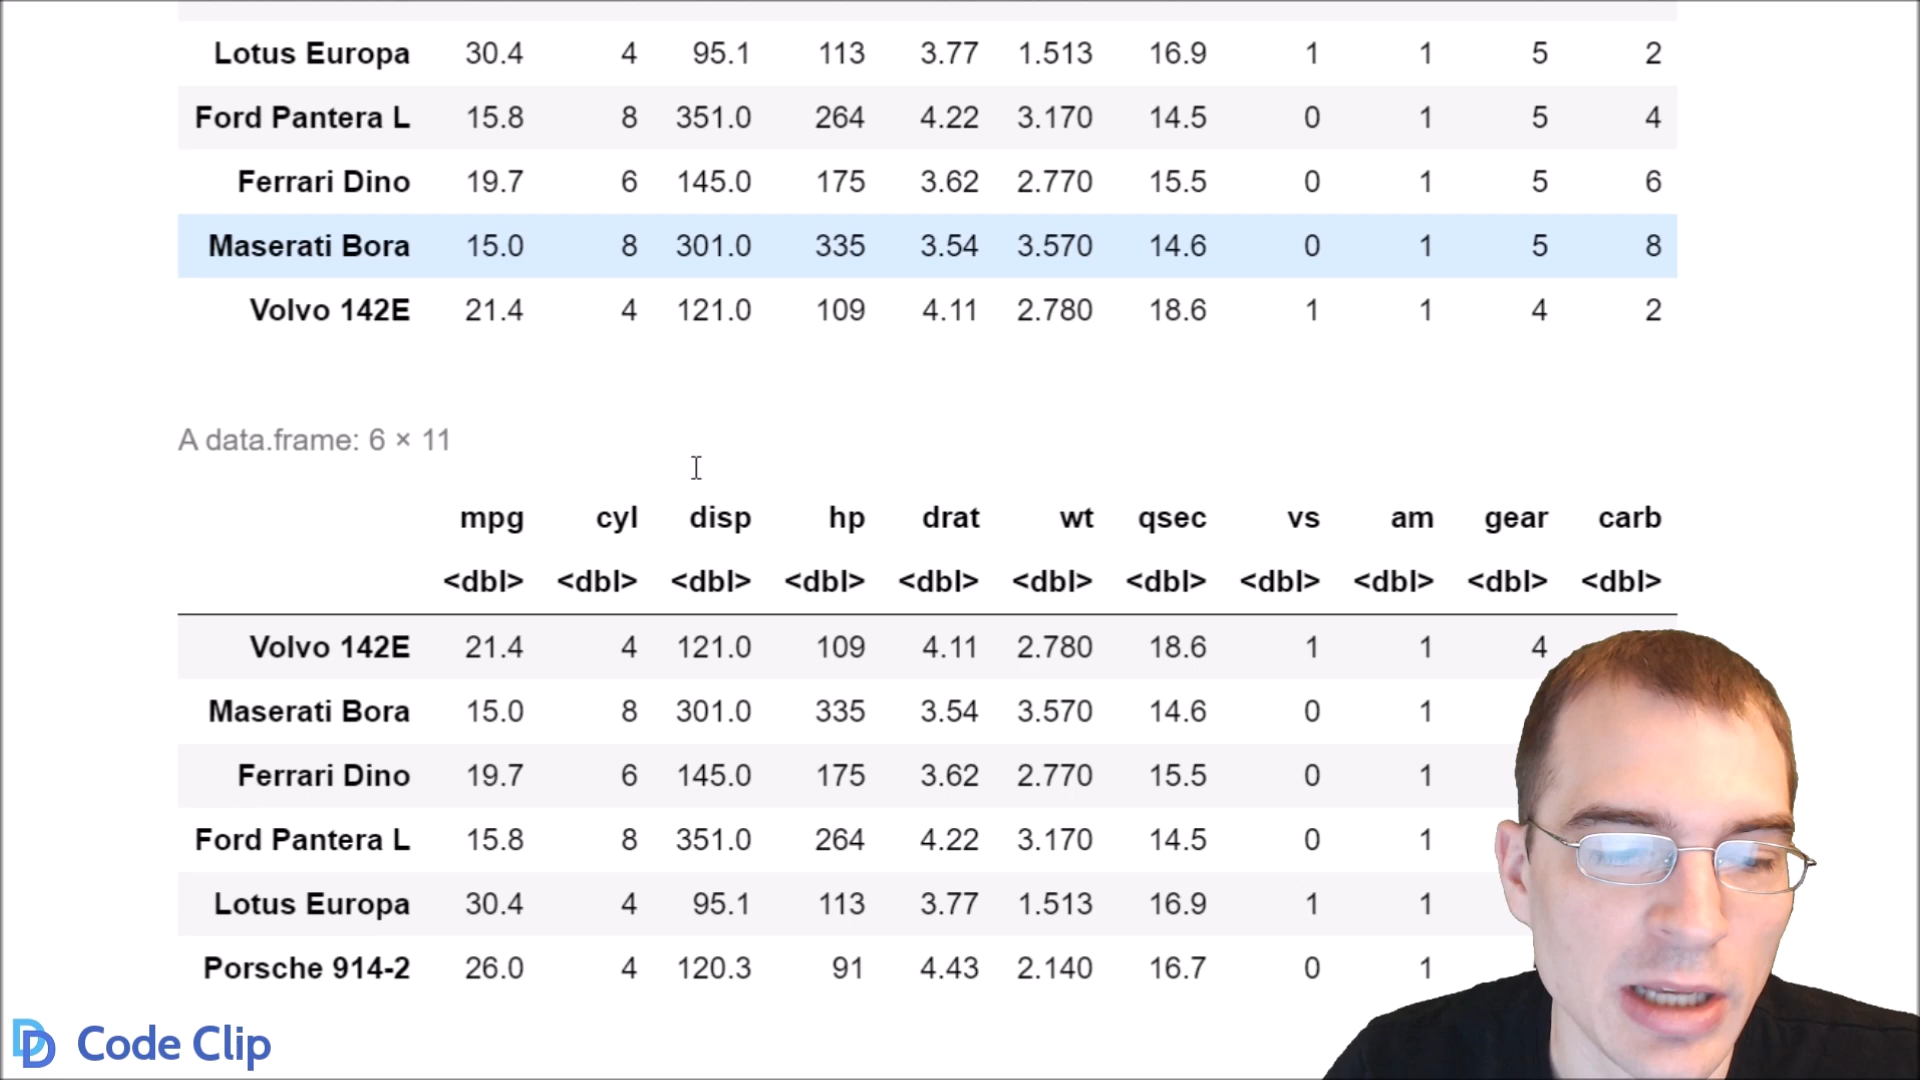 Lotus Europa 30.4 4 95.1 113 3.77 1.513 16.9 1 1 5 2
Ford Pantera L 15.8 8 351.0 264 4.22 3.170 14.5 0 1 5 4
Ferrari Dino 19.7 6 145.0 175 3.62 2.770 15.5 0 1 5 6
Maserati Bora 15.0 8 301.0 335 3.54 3.570 14.6 0 1 5 8
Volvo 142E 21.4 4 121.0 109 4.11 2.780 18.6 1 1 4 2
A data.frame: 6 × 11
mpg cyl disp hp drat wt qsec vs am gear carb
<dbl> <dbl> <dbl> <dbl> <dbl> <dbl> <dbl> <dbl> <dbl> <dbl> <dbl>
Volvo 142E 21.4 4 121.0 109 4.11 2.780 18.6 1 1 4
Maserati Bora 15.0 8 301.0 335 3.54 3.570 14.6 0 1
Ferrari Dino 19.7 6 145.0 175 3.62 2.770 15.5 0 1
Ford Pantera L 15.8 8 351.0 264 4.22 3.170 14.5 0 1
Lotus Europa 30.4 4 95.1 113 3.77 1.513 16.9 1 1
Porsche 914-2 26.0 4 120.3 91 4.43 2.140 16.7 0 1
Code Clip